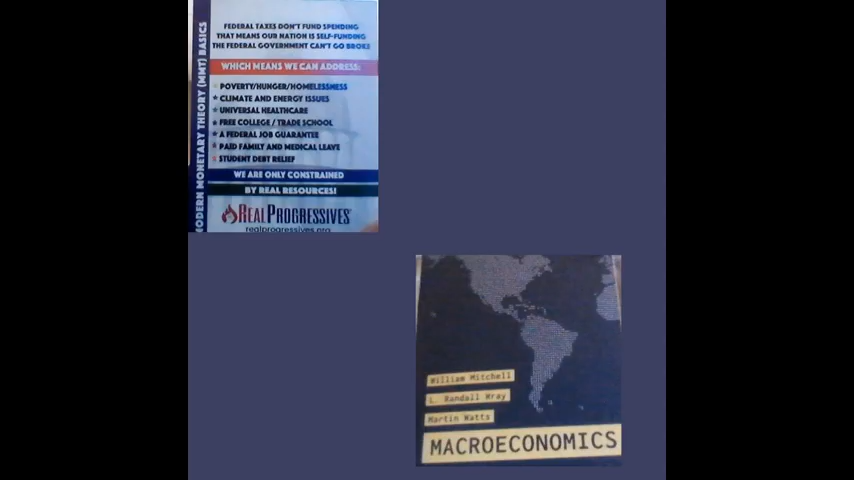 MODERN MONETARY THEORY (MMT) BASICS
FEDERAL TAXES DON'T FUND SPENDING
THAT MEANS OUR NATION IS SELF-FUNDING
THE FEDERAL GOVERNMENT CAN'T GO BROKE
WHICH MEANS WE CAN ADDRESS:
★ POVERTY/HUNGER/HOMELESSNESS
★ CLIMATE AND ENERGY ISSUES
★ UNIVERSAL HEALTHCARE
★ FREE COLLEGE / TRADE SCHOOL
★ A FEDERAL JOB GUARANTEE
★ PAID FAMILY AND MEDICAL LEAVE
★ STUDENT DEBT RELIEF
WE ARE ONLY CONSTRAINED
BY REAL RESOURCES!
REALPROGRESSIVES
realprogressives.org
William Mitchell
L. Randall Wray
Martin Watts
MACROECONOMICS